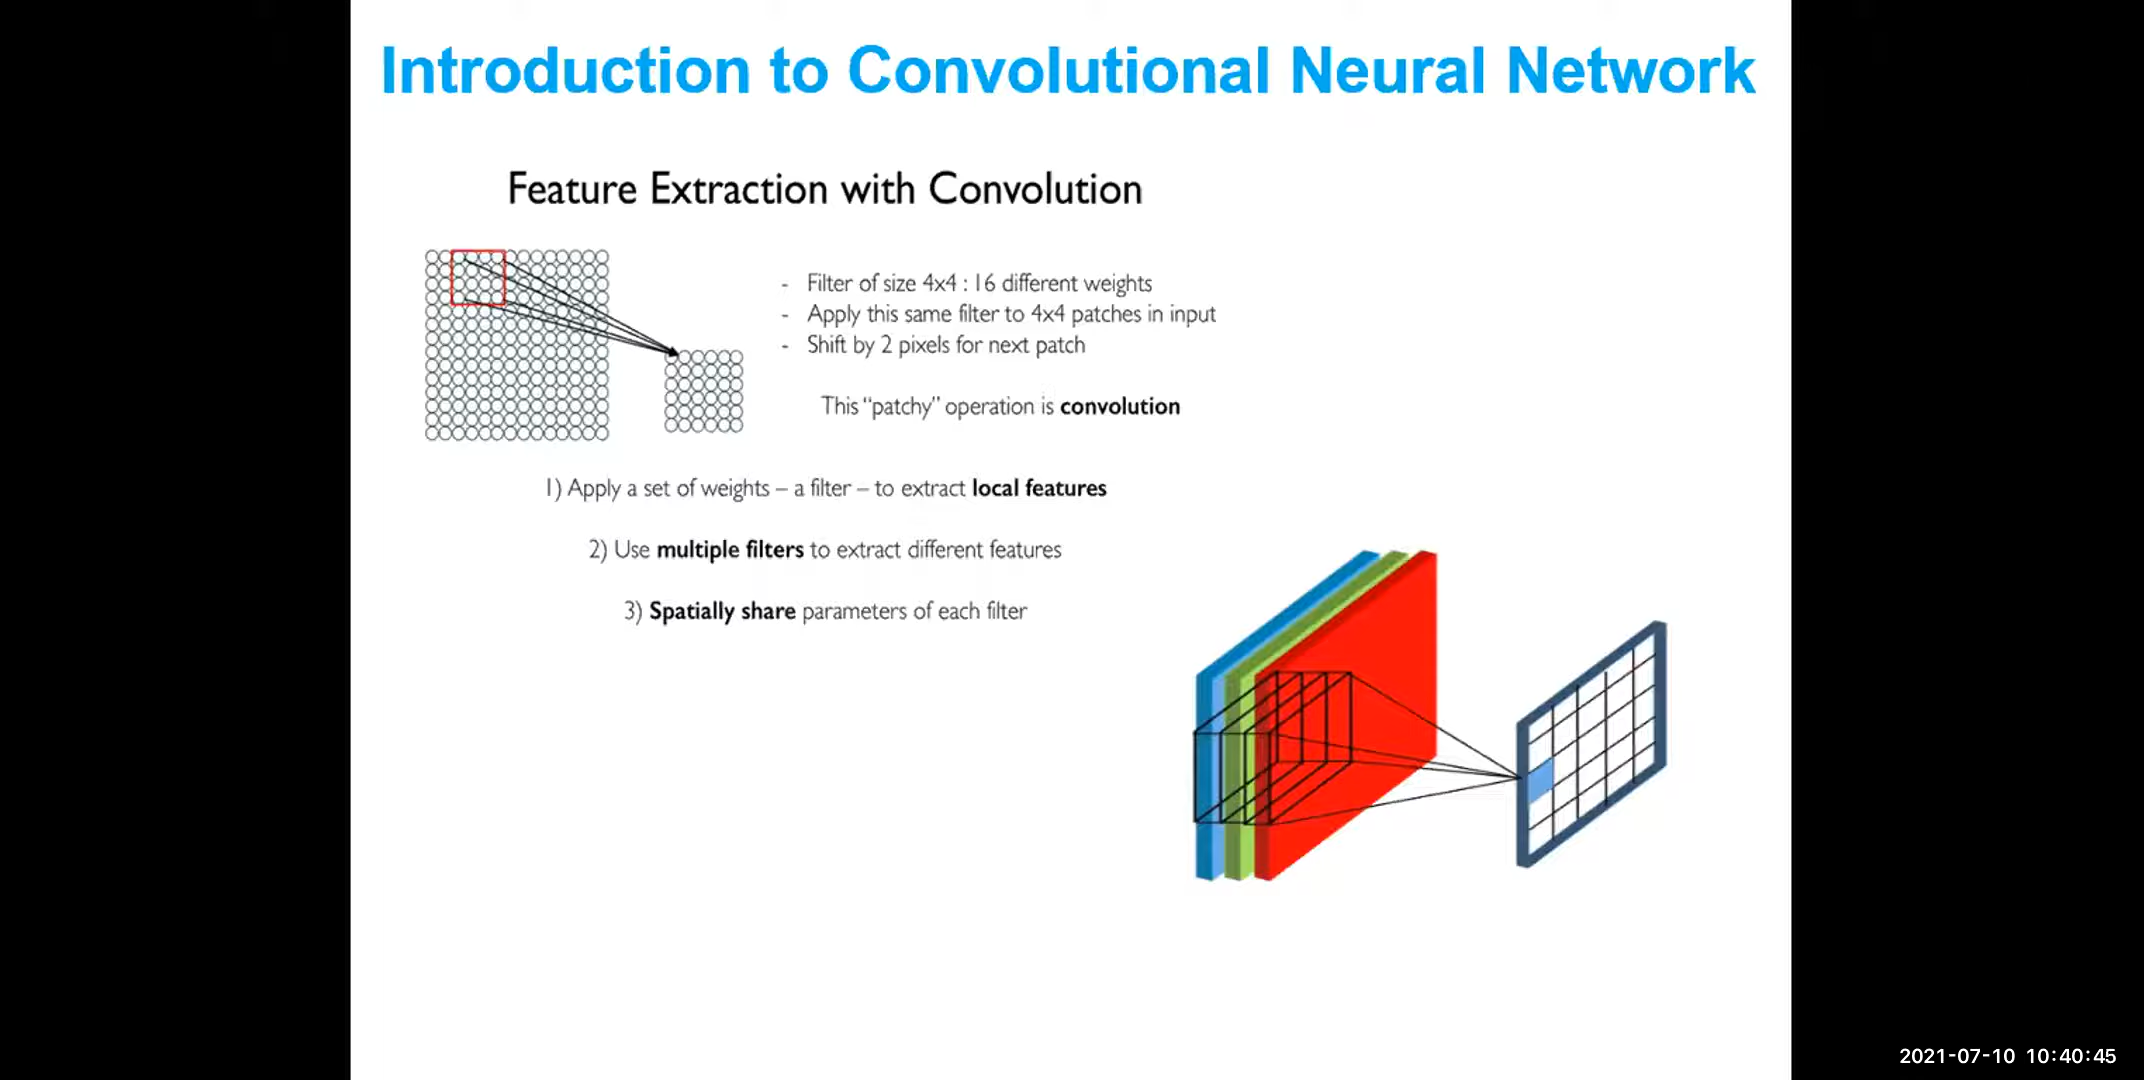 Introduction to Convolutional Neural Network
Feature Extraction with Convolution
- Filter of size 4x4 : 16 different weights
- Apply this same filter to 4x4 patches in input
- Shift by 2 pixels for next patch
This “patchy” operation is convolution
1) Apply a set of weights – a filter – to extract local features
2) Use multiple filters to extract different features
3) Spatially share parameters of each filter
2021-07-10 10:40:45